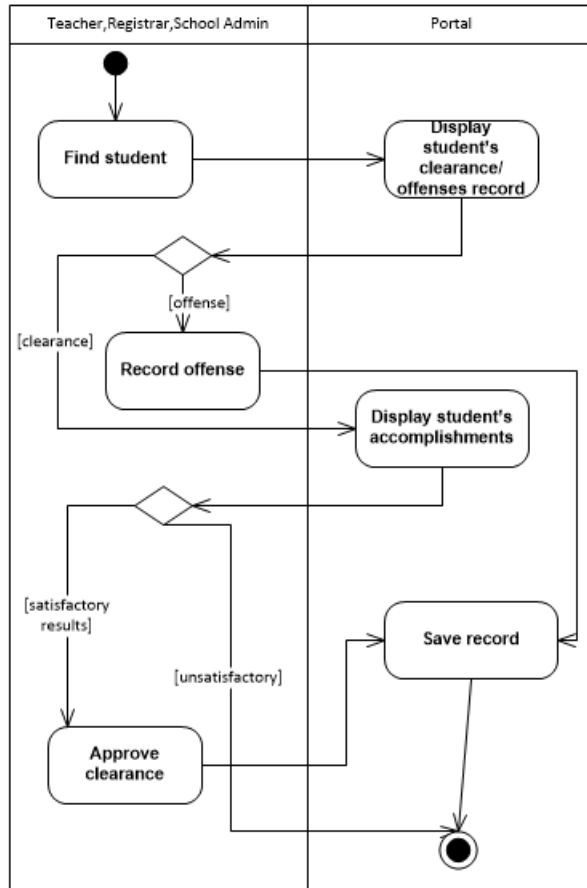 Teacher,Registrar,School Admin
Portal
Find student
Display
student's
clearance/
offenses record
[offense]
[clearance]
Record offense
Display student's
accomplishments
[satisfactory
results]
Save record
[unsatisfactory]
Approve
clearance